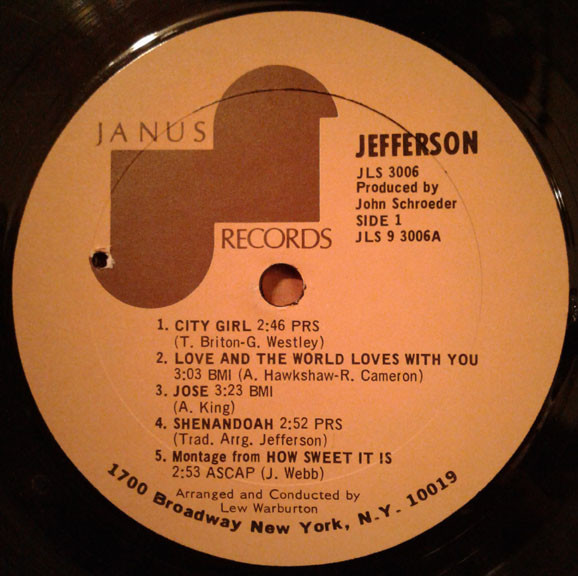 JANUS
RECORDS
JEFFERSON
JLS 3006
Produced by
John Schroeder
SIDE 1
JLS 9 3006A
1. CITY GIRL 2:46 PRS
(T. Briton-G. Westley)
2. LOVE AND THE WORLD LOVES WITH YOU
3:03 BMI (A. Hawkshaw-R. Cameron)
3. JOSE 3:23 BMI
(A. King)
4. SHENANDOAH 2:52 PRS
(Trad. Arrg. Jefferson)
5. Montage from HOW SWEET IT IS
2:53 ASCAP (J. Webb)
Arranged and Conducted by
Lew Warburton
1700 Broadway New York, N.Y. 10019